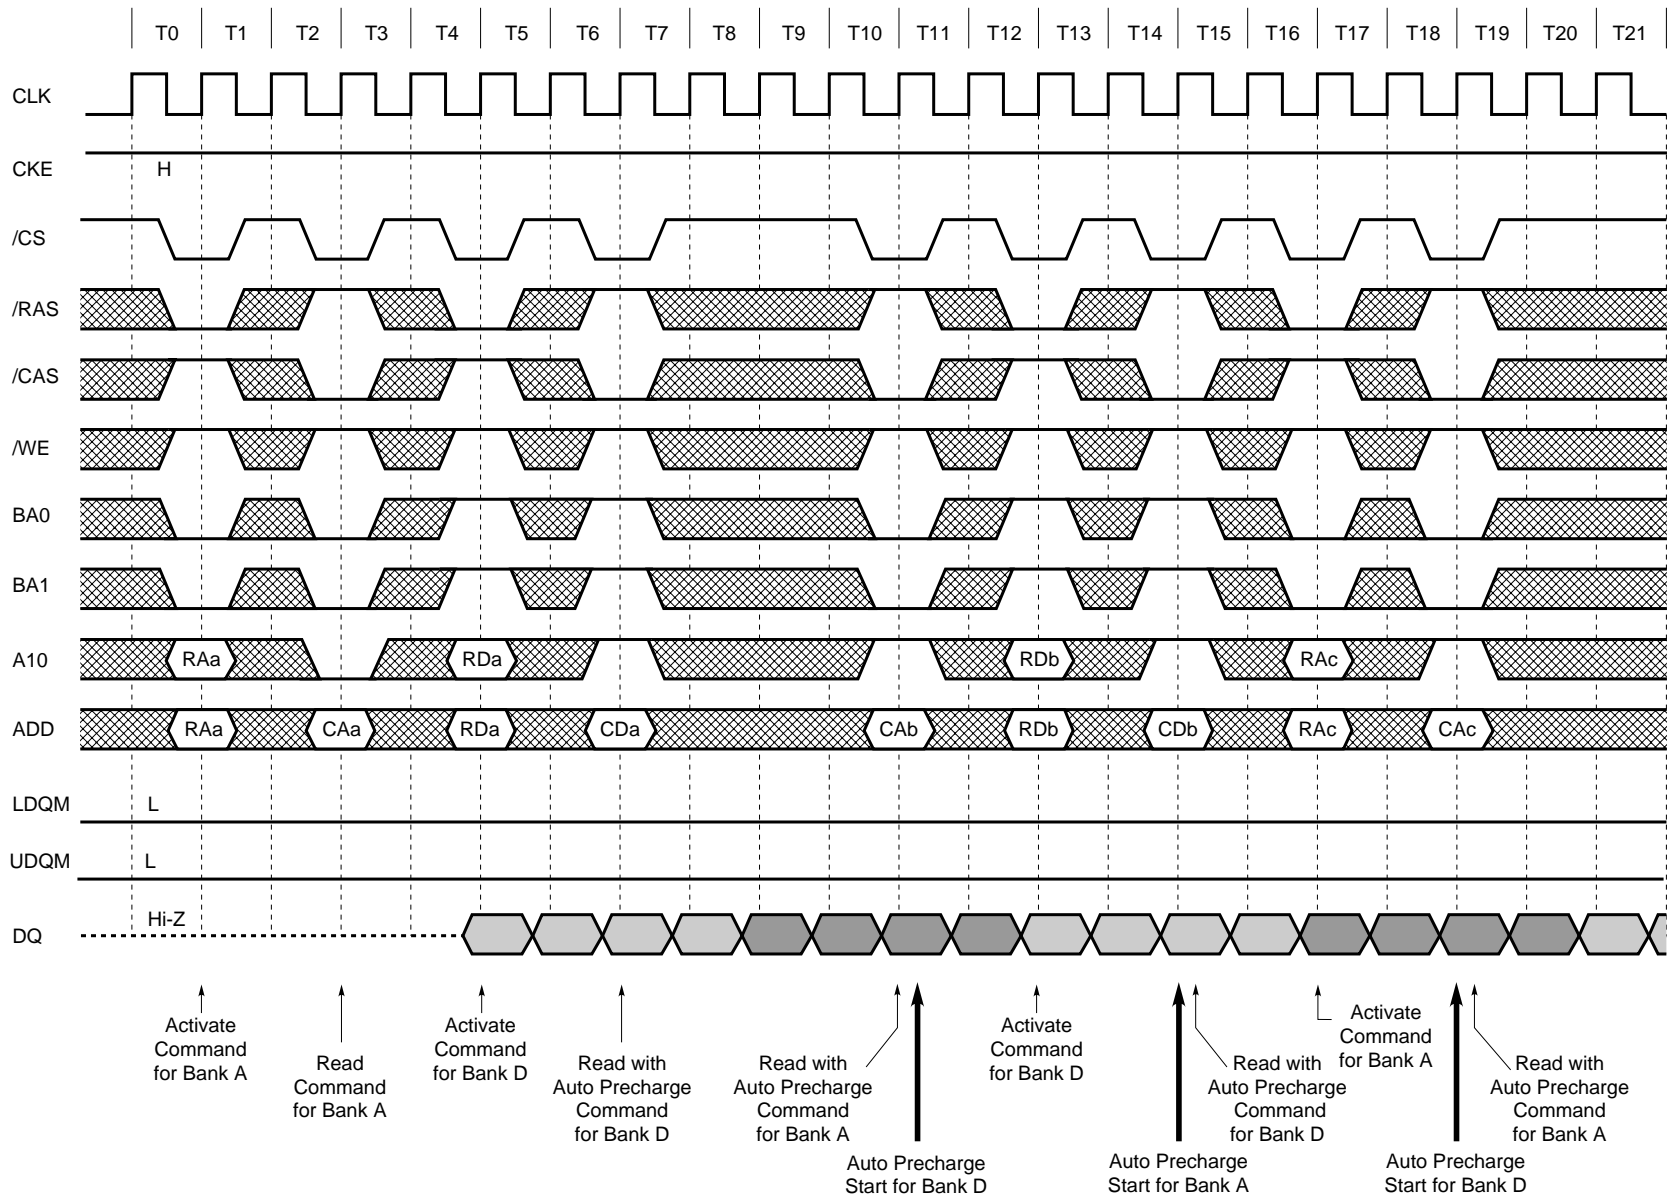 T0 T1 T2 T3 T4 T5 T6 T7 T8 T9 T10 T11 T12 T13 T14 T15 T16 T17 T18 T19 T20 T21
CLK
CKE H
/CS
/RAS
/CAS
/WE
BA0
BA1
A10 RAa RDa RDb RAc
ADD RAa CAa RDa CDa CAb RDb CDb RAc CAc
LDQM L
UDQM L
DQ Hi-Z
Activate
Command
for Bank A
Read
Command
for Bank A
Activate
Command
for Bank D
Read with
Auto Precharge
Command
for Bank D
Read with
Auto Precharge
Command
for Bank A
Auto Precharge
Start for Bank D
Activate
Command
for Bank D
Auto Precharge
Start for Bank A
Read with
Auto Precharge
Command
for Bank D
Activate
Command
for Bank A
Auto Precharge
Start for Bank D
Read with
Auto Precharge
Command
for Bank A